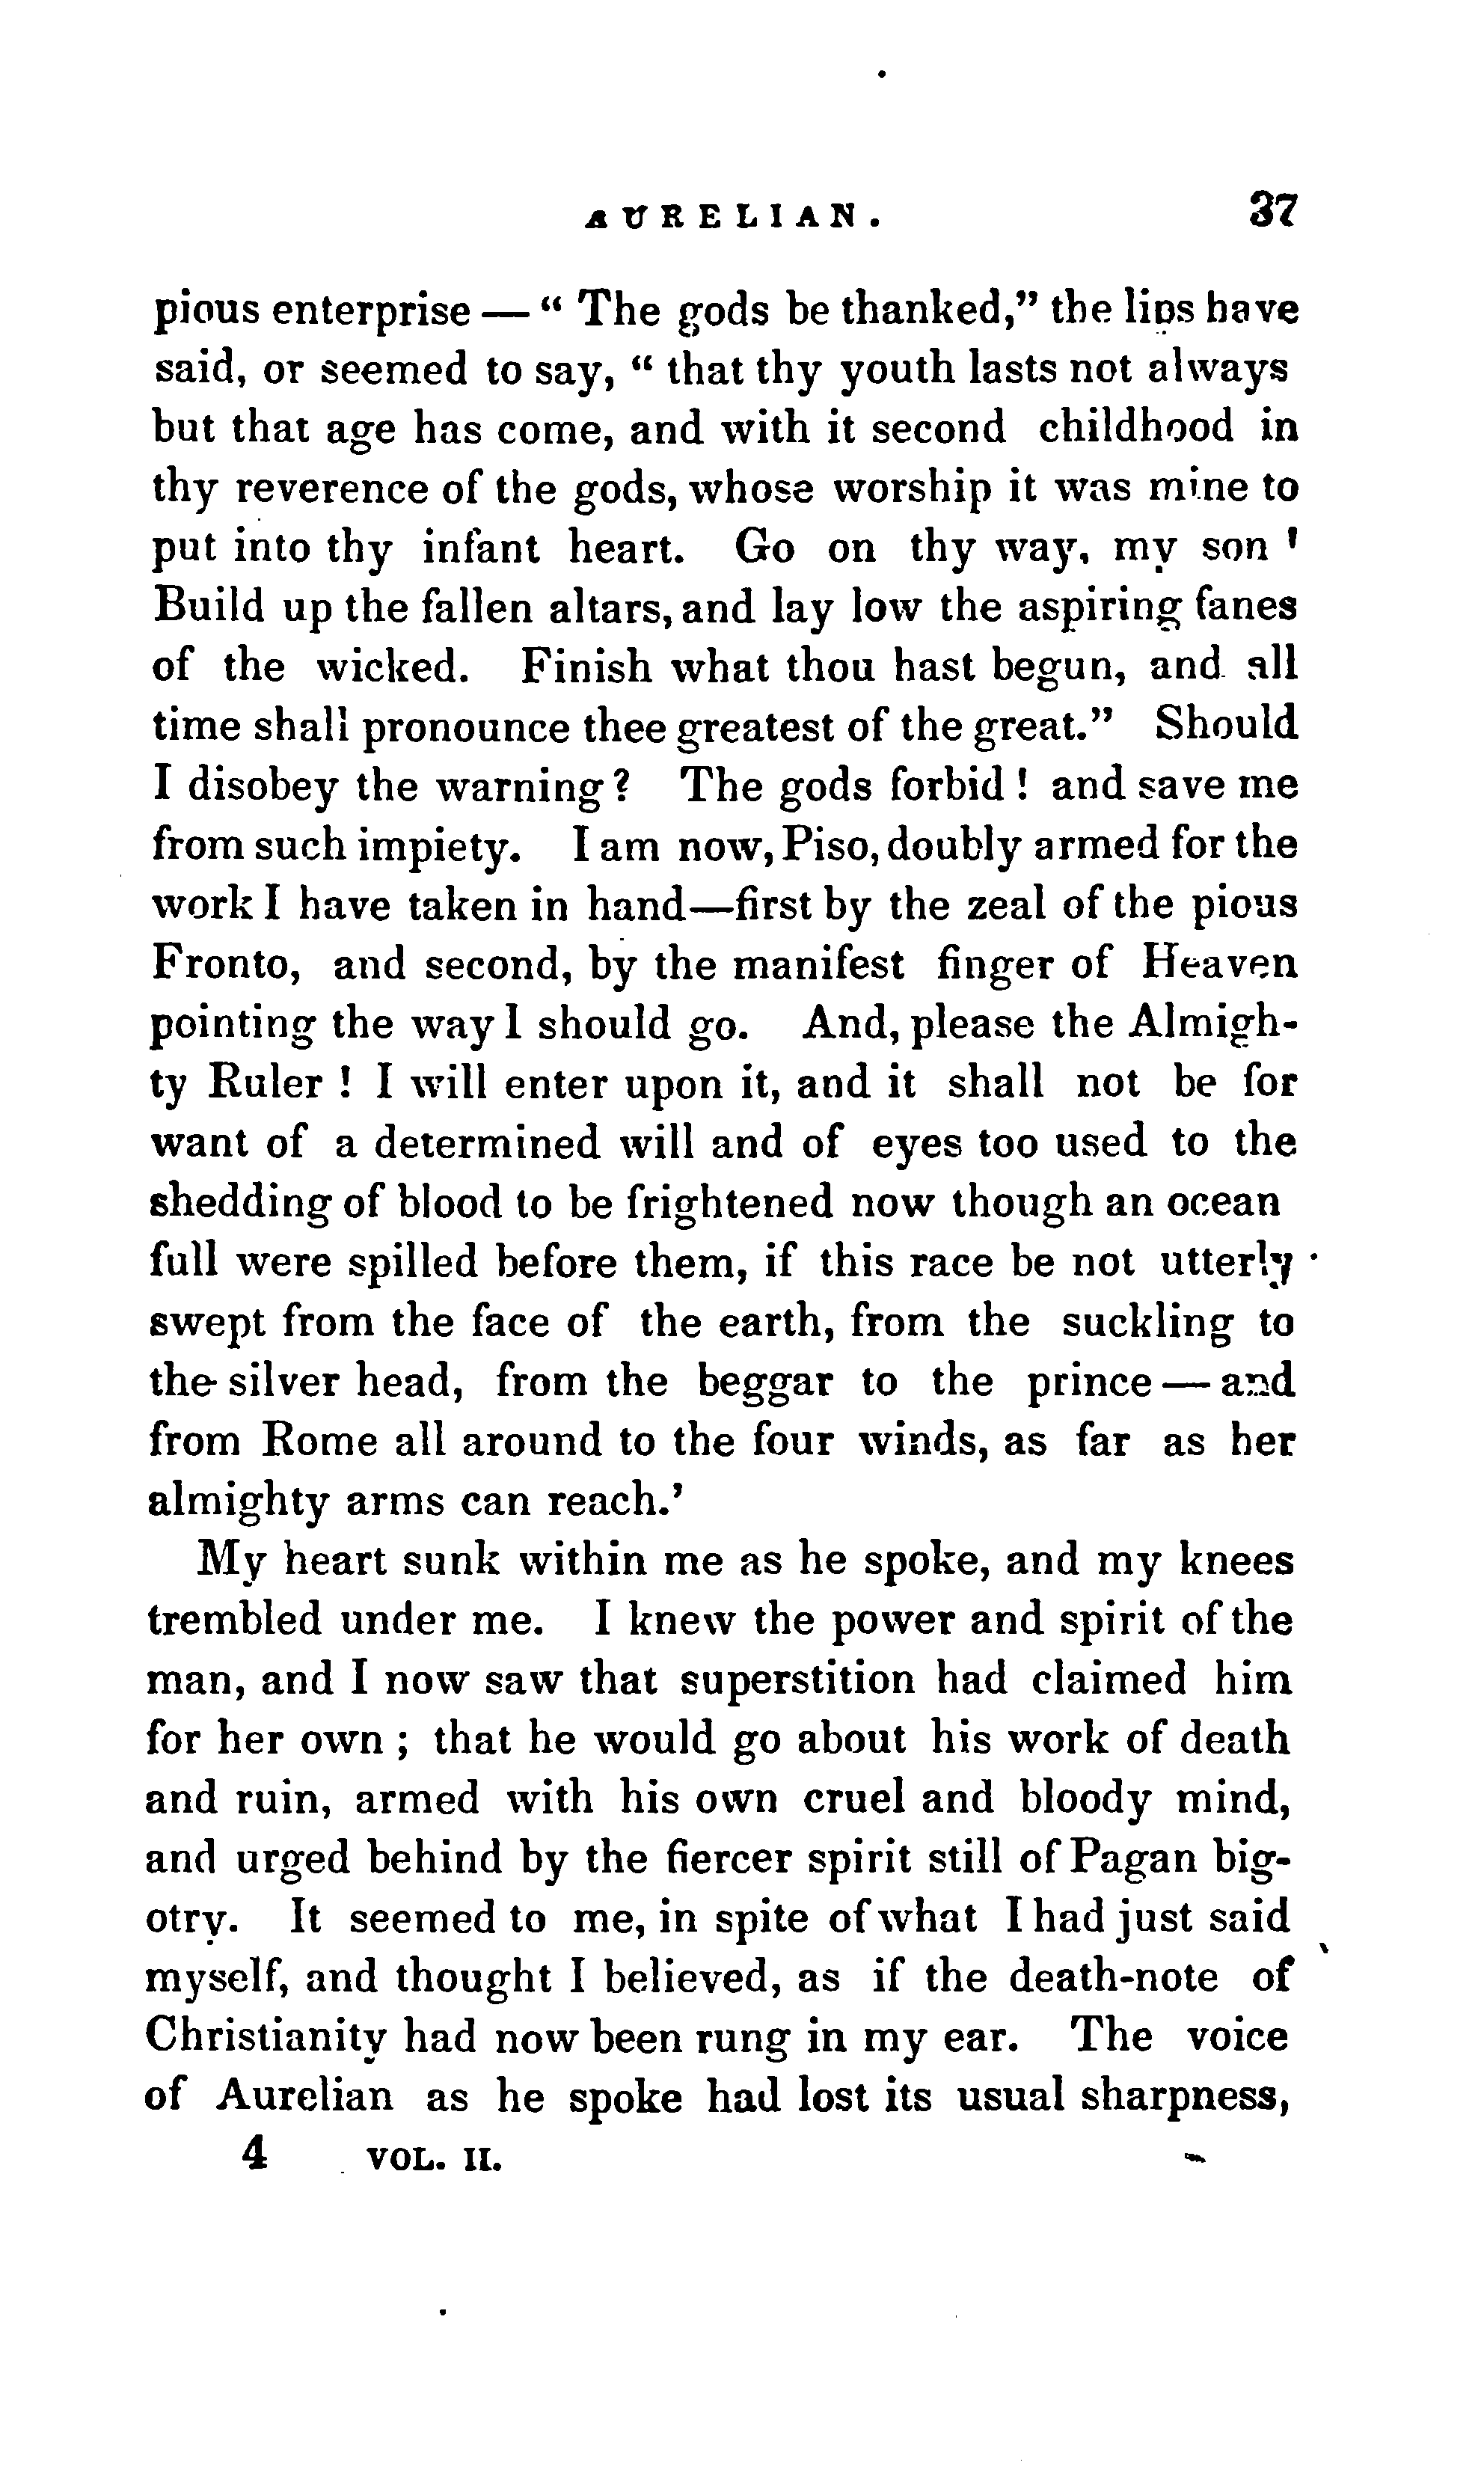 AURELIAN. 37
pious enterprise — " The gods be thanked," the lips have
said, or seemed to say, " that thy youth lasts not always
but that age has come, and with it second childhood in
thy reverence of the gods, whose worship it was mine to
put into thy infant heart. Go on thy way, my son '
Build up the fallen altars, and lay low the aspiring fanes
of the wicked. Finish what thou hast begun, and all
time shall pronounce thee greatest of the great." Should
I disobey the warning ? The gods forbid ! and save me
from such impiety. I am now, Piso, doubly armed for the
work I have taken in hand—first by the zeal of the pious
Fronto, and second, by the manifest finger of Heaven
pointing the way I should go. And, please the Almigh-
ty Ruler ! I will enter upon it, and it shall not be for
want of a determined will and of eyes too used to the
shedding of blood to be frightened now though an ocean
full were spilled before them, if this race be not utterly
swept from the face of the earth, from the suckling to
the silver head, from the beggar to the prince — and
from Rome all around to the four winds, as far as her
almighty arms can reach.'
My heart sunk within me as he spoke, and my knees
trembled under me. I knew the power and spirit of the
man, and I now saw that superstition had claimed him
for her own ; that he would go about his work of death
and ruin, armed with his own cruel and bloody mind,
and urged behind by the fiercer spirit still of Pagan big-
otry. It seemed to me, in spite of what I had just said
myself, and thought I believed, as if the death-note of
Christianity had now been rung in my ear. The voice
of Aurelian as he spoke had lost its usual sharpness,
4 VOL. II.